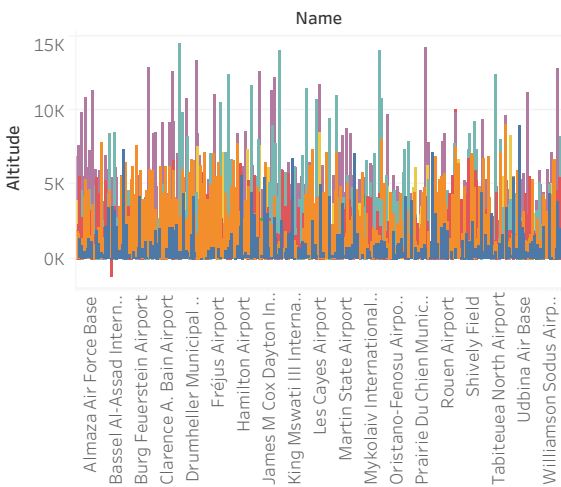 Name
Altitude
15K
10K
5K
0K
Almaza Air Force Base
Bassel Al-Assad Intern..
Burg Feuerstein Airport
Clarence A. Bain Airport
Drumheller Municipal ..
Fréjus Airport
Hamilton Airport
James M Cox Dayton In..
King Mswati III Interna..
Les Cayes Airport
Martin State Airport
Mykolaiv International..
Oristano-Fenosu Airpo..
Prairie Du Chien Munic..
Rouen Airport
Shively Field
Tabiteuea North Airport
Udbina Air Base
Williamson Sodus Airp..